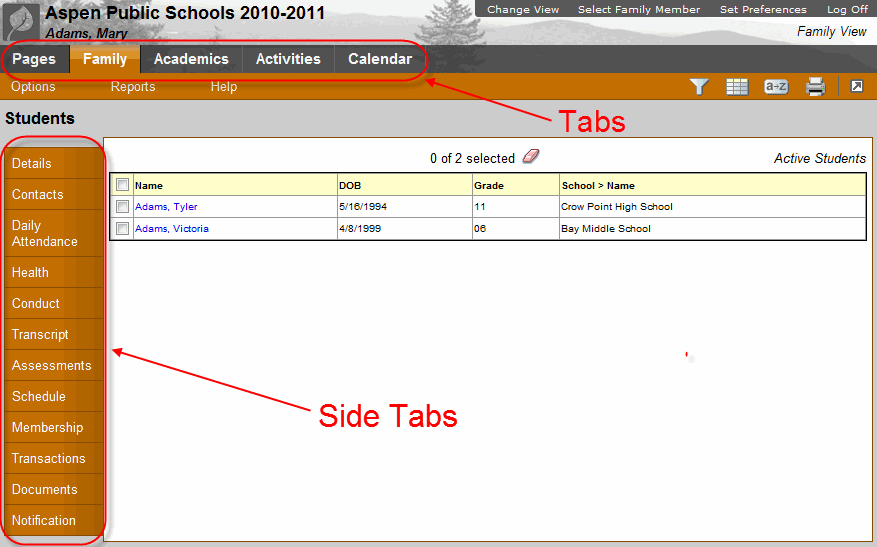 Aspen Public Schools 2010-2011
Change View Select Family Member Set Preferences Log Off
Adams, Mary
Family View
Pages Family Academics Activities Calendar
Options Reports Help
a-z
Students
Tabs
0 of 2 selected
Active Students
Name DOB Grade School > Name
Adams, Tyler 5/16/1994 11 Crow Point High School
Adams, Victoria 4/8/1999 06 Bay Middle School
Details
Contacts
Daily
Attendance
Health
Conduct
Transcript
Assessments
Schedule
Membership
Transactions
Documents
Notification
Side Tabs